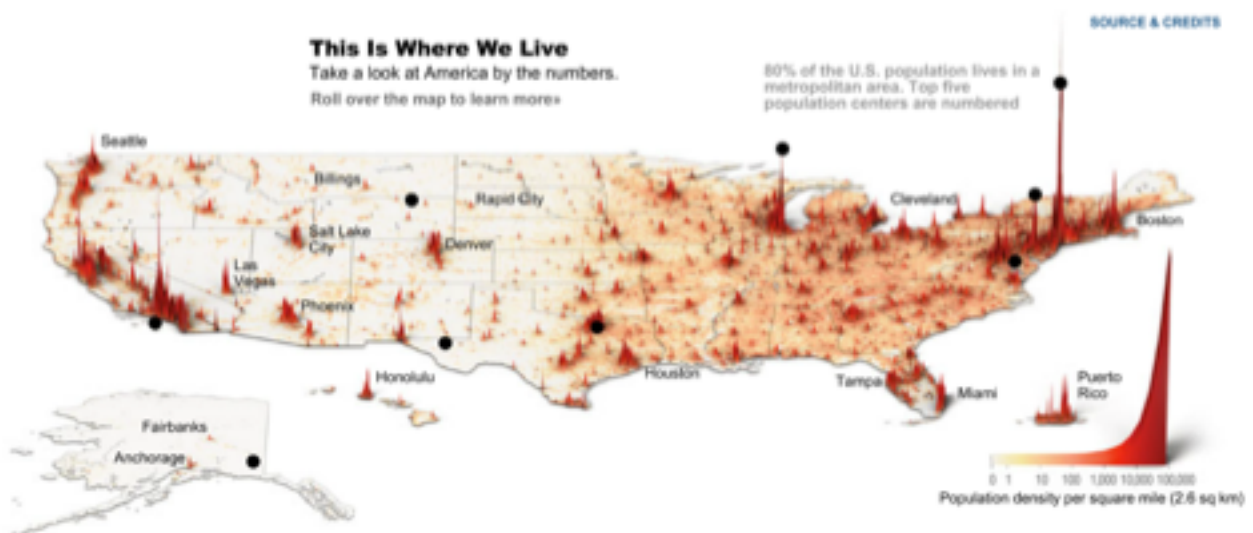 SOURCE & CREDITS
This Is Where We Live
Take a look at America by the numbers.
Roll over the map to learn more»
80% of the U.S. population lives in a
metropolitan area. Top five
population centers are numbered
Seattle
Billings
Rapid City
Cleveland
Boston
Salt Lake
City
Denver
Las
Vegas
Phoenix
Honolulu
Houston
Tampa
Miami
Puerto
Rico
Fairbanks
Anchorage
0 1 10 100 1,000 10,000 100,000
Population density per square mile (2.6 sq km)